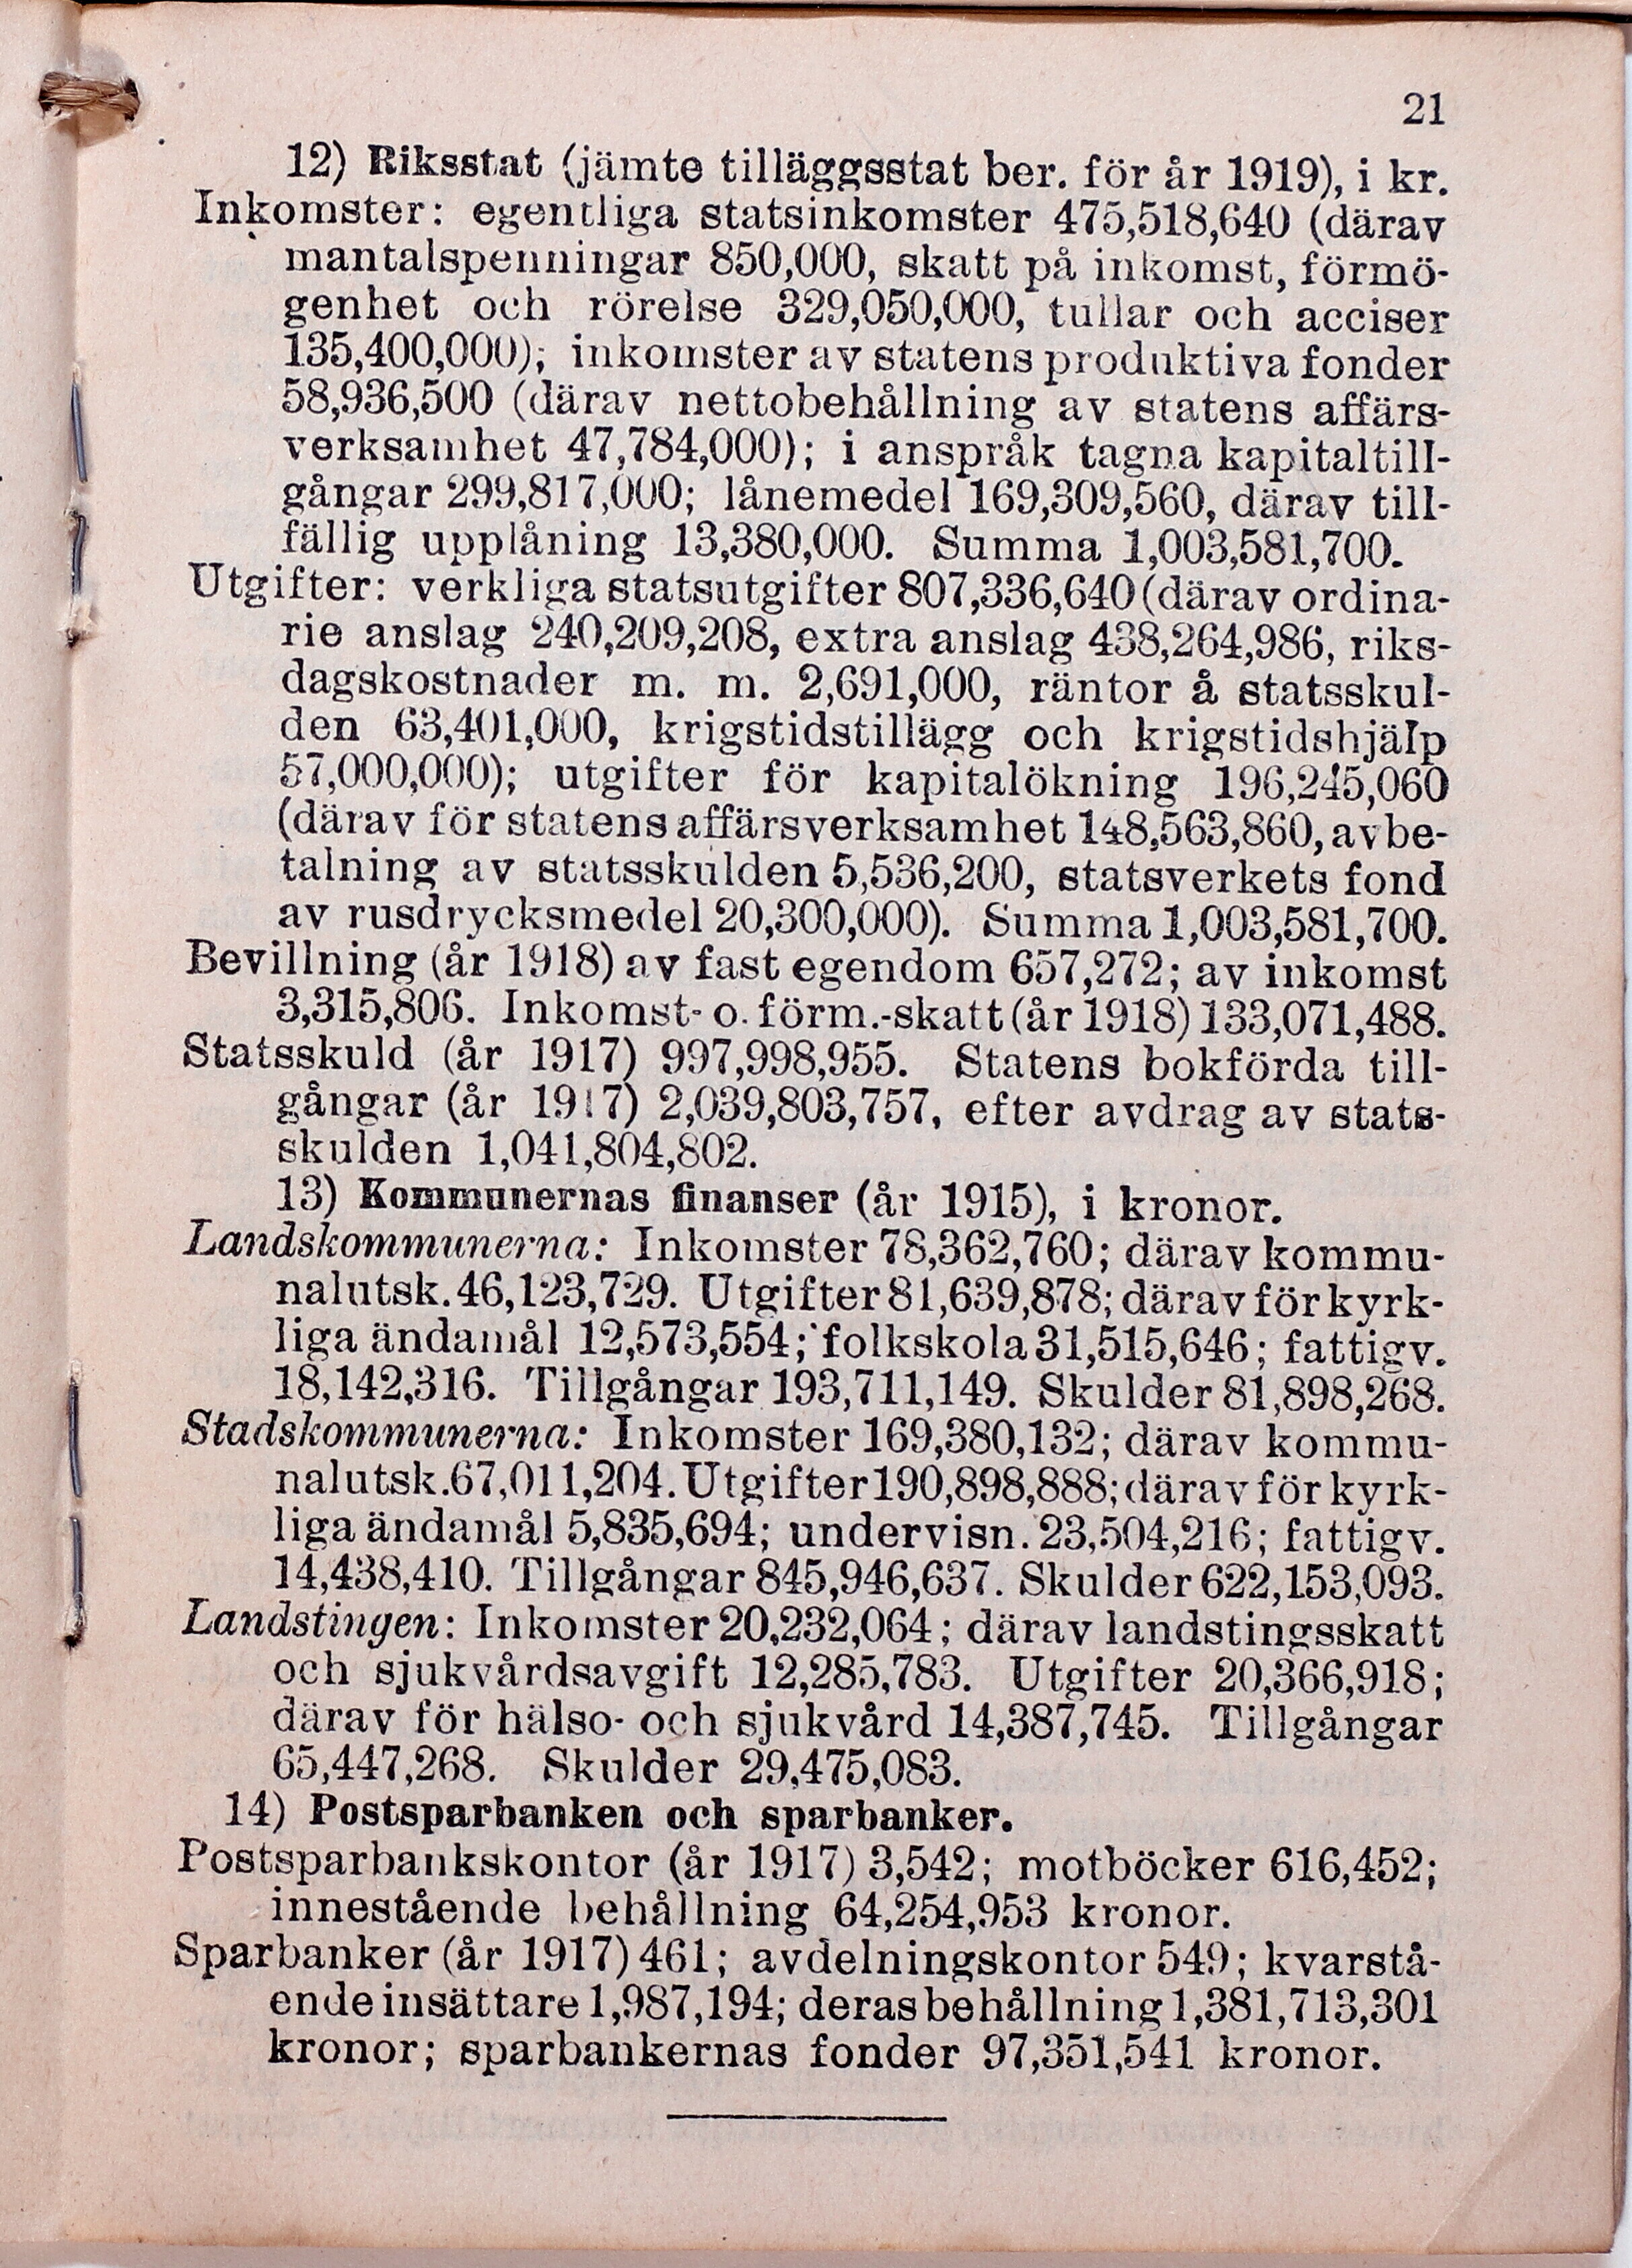 21
12) Riksstat (jämte tilläggsstat ber. för år 1919), i kr.
Inkomster: egentliga statsinkomster 475,518,640 (därav
mantalspenningar 850,000, skatt på inkomst, förmö-
genhet och rörelse 329,050,000, tullar och acciser
135,400,000); inkomster av statens produktiva fonder
58,936,500 (därav nettobehållning av statens affärs-
verksamhet 47,784,000); i anspråk tagna kapitaltill-
gångar 299,817,000; lånemedel 169,309,560, därav till-
fällig upplåning 13,380,000. Summa 1,003,581,700.
Utgifter: verkliga statsutgifter 807,336,640 (därav ordina-
rie anslag 240,209,208, extra anslag 438,264,986, riks-
dagskostnader m. m. 2,691,000, räntor å statsskul-
den 63,401,000, krigstidstillägg och krigstidshjälp
57,000,000); utgifter för kapitalökning 196,245,060
(därav för statens affärsverksamhet 148,563,860, avbe-
talning av statsskulden 5,536,200, statsverkets fond
av rusdrycksmedel 20,300,000). Summa 1,003,581,700.
Bevillning (år 1918) av fast egendom 657,272; av inkomst
3,315,806. Inkomst- o. förm.-skatt (år 1918) 133,071,488.
Statsskuld (år 1917) 997,998,955. Statens bokförda till-
gångar (år 1917) 2,039,803,757, efter avdrag av stats-
skulden 1,041,804,802.
13) Kommunernas finanser (år 1915), i kronor.
Landskommunerna: Inkomster 78,362,760; därav kommu-
nalutsk. 46,123,729. Utgifter 81,639,878; därav för kyrk-
liga ändamål 12,573,554; folkskola 31,515,646; fattigv.
18,142,316. Tillgångar 193,711,149. Skulder 81,898,268.
Stadskommunerna: Inkomster 169,380,132; därav kommu-
nalutsk. 67,011,204. Utgifter 190,898,888; därav för kyrk-
liga ändamål 5,835,694; undervisn. 23,504,216; fattigv.
14,438,410. Tillgångar 845,946,637. Skulder 622,153,093.
Landstingen: Inkomster 20,232,064; därav landstingsskatt
och sjukvårdsavgift 12,285,783. Utgifter 20,366,918;
därav för hälso- och sjukvård 14,387,745. Tillgångar
65,447,268. Skulder 29,475,083.
14) Postsparbanken och sparbanker.
Postsparbankskontor (år 1917) 3,542; motböcker 616,452;
innestående behållning 64,254,953 kronor.
Sparbanker (år 1917) 461; avdelningskontor 549; kvarstå-
ende insättare 1,987,194; deras behållning 1,381,713,301
kronor; sparbankernas fonder 97,351,541 kronor.